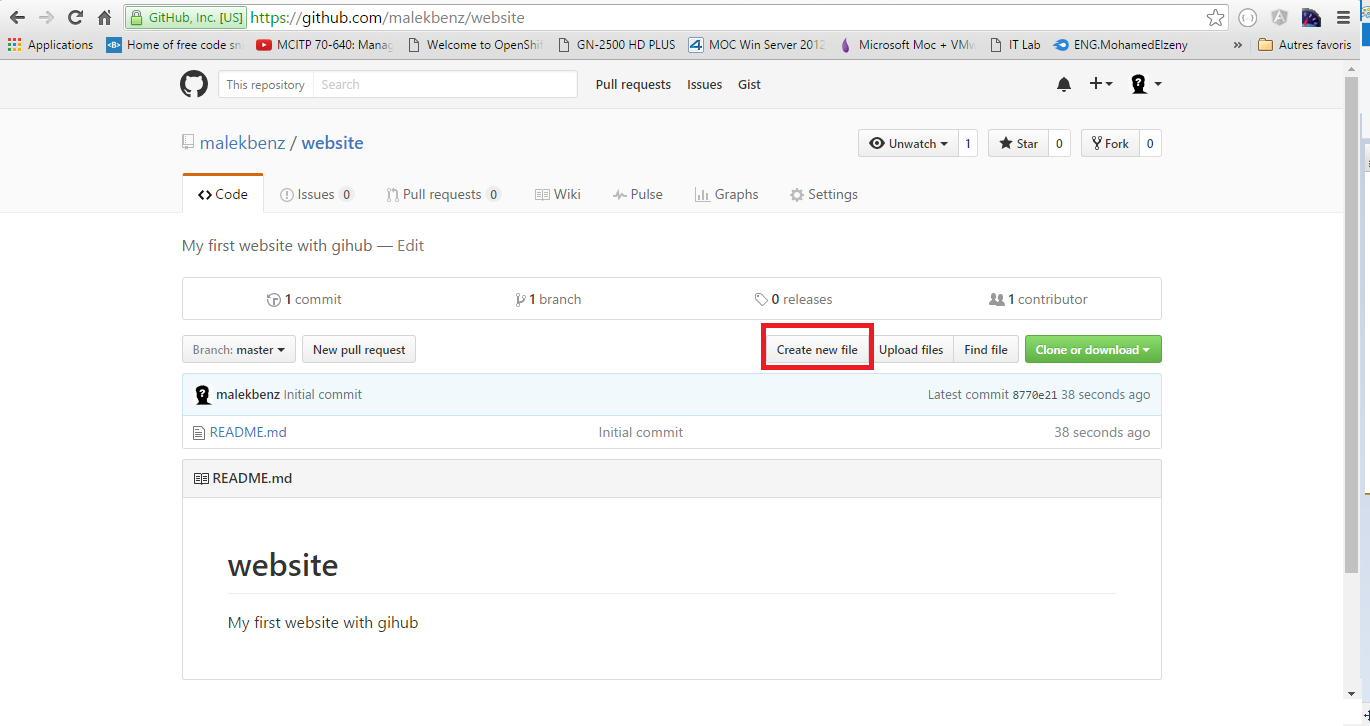 GitHub, Inc. [US] https://github.com/malekbenz/website
Applications <B> Home of free code sn MCITP 70-640: Manag Welcome to OpenShif GN-2500 HD PLUS MOC Win Server 2012 Microsoft Moc + VMw IT Lab ENG.MohamedElzeny » Autres favoris
This repository Search Pull requests Issues Gist
malekbenz / website Unwatch 1 Star 0 Fork 0
Code Issues 0 Pull requests 0 Wiki Pulse Graphs Settings
My first website with gihub — Edit
1 commit 1 branch 0 releases 1 contributor
Branch: master New pull request Create new file Upload files Find file Clone or download
malekbenz Initial commit Latest commit 8770e21 38 seconds ago
README.md Initial commit 38 seconds ago
README.md
website
My first website with gihub